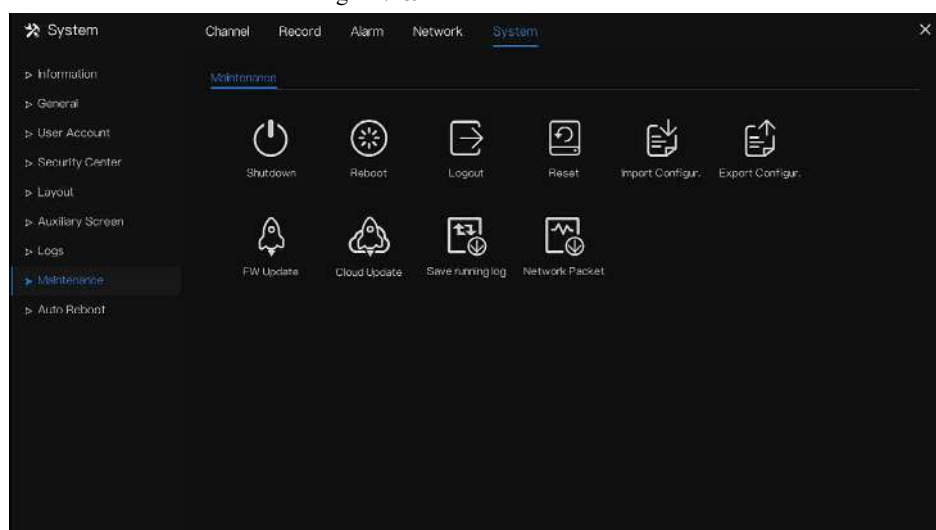 System
Channel Record Alarm Network System
Information
General
User Account
Security Center
Layout
Auxiliary Screen
Logs
Maintenance
Auto Reboot
Maintenance
Shutdown Reboot Logout Reset Import Configur. Export Configur.
FW Update Cloud Update Save running log Network Packet